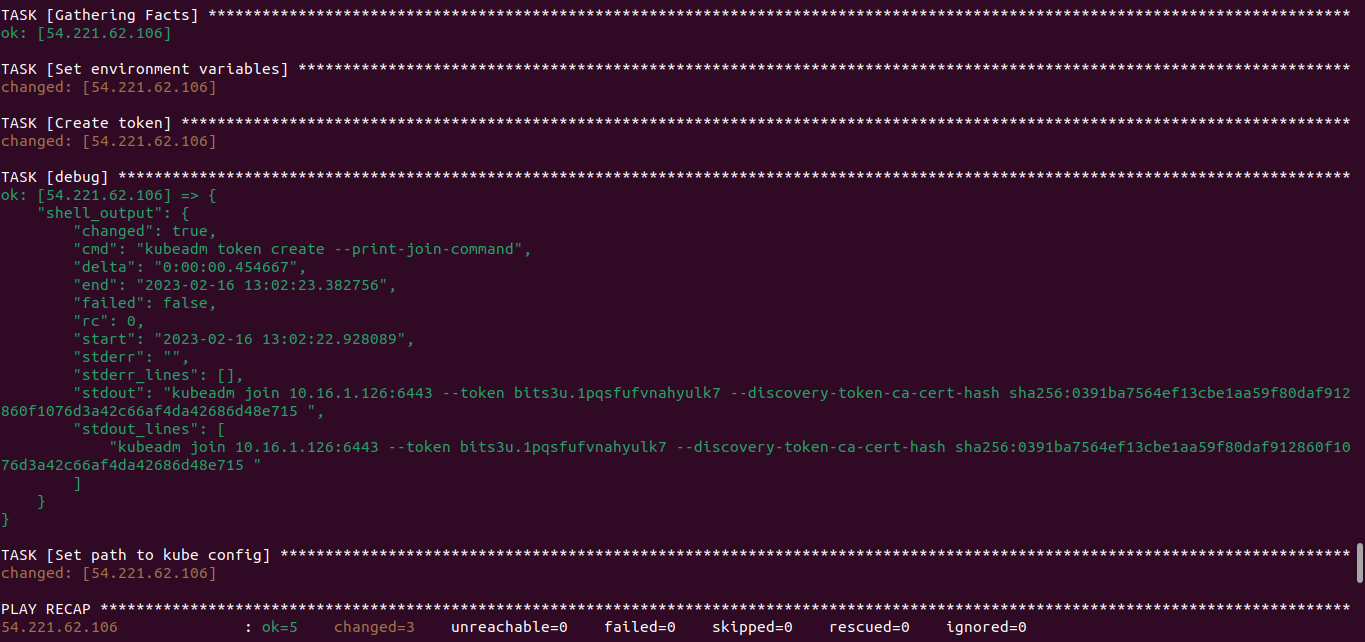 TASK [Gathering Facts] *******************************************************************************************************************************
ok: [54.221.62.106]
TASK [Set environment variables] *********************************************************************************************************************
changed: [54.221.62.106]
TASK [Create token] **********************************************************************************************************************************
changed: [54.221.62.106]
TASK [debug] *****************************************************************************************************************************************
ok: [54.221.62.106] => {
    "shell_output": {
        "changed": true,
        "cmd": "kubeadm token create --print-join-command",
        "delta": "0:00:00.454667",
        "end": "2023-02-16 13:02:23.382756",
        "failed": false,
        "rc": 0,
        "start": "2023-02-16 13:02:22.928089",
        "stderr": "",
        "stderr_lines": [],
        "stdout": "kubeadm join 10.16.1.126:6443 --token bits3u.1pqsfufvnahyulk7 --discovery-token-ca-cert-hash sha256:0391ba7564ef13cbe1aa59f80daf912
860f1076d3a42c66af4da42686d48e715 ",
        "stdout_lines": [
            "kubeadm join 10.16.1.126:6443 --token bits3u.1pqsfufvnahyulk7 --discovery-token-ca-cert-hash sha256:0391ba7564ef13cbe1aa59f80daf912860f10
76d3a42c66af4da42686d48e715 "
        ]
    }
}
TASK [Set path to kube config] ***********************************************************************************************************************
changed: [54.221.62.106]
PLAY RECAP *******************************************************************************************************************************************
54.221.62.106              : ok=5    changed=3    unreachable=0    failed=0    skipped=0    rescued=0    ignored=0